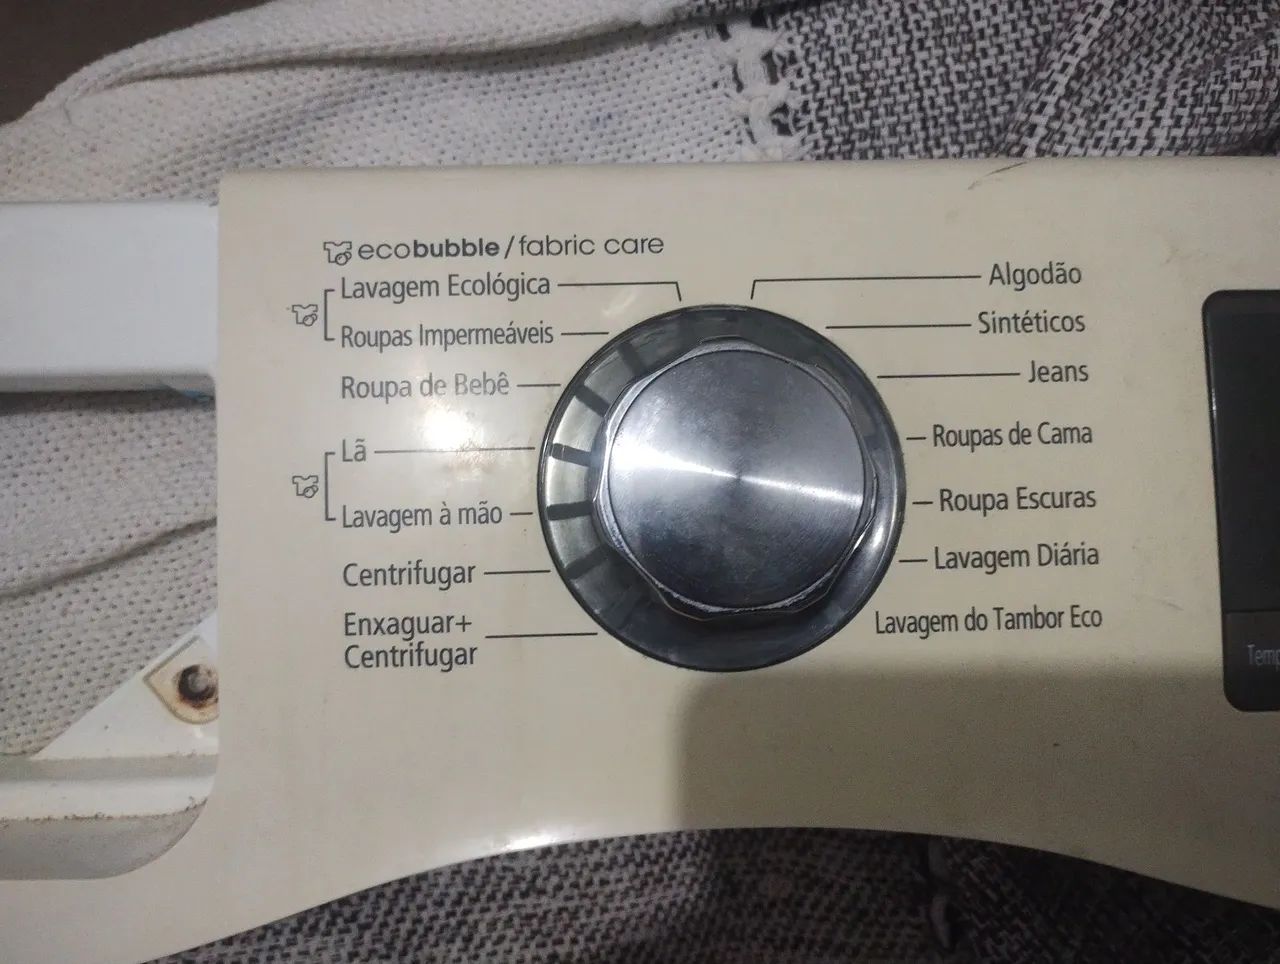 ecobubble/fabric care
Lavagem Ecológica
Roupas Impermeáveis
Roupa de Bebê
Lã
Lavagem à mão
Centrifugar
Enxaguar+
Centrifugar
Algodão
Sintéticos
Jeans
Roupas de Cama
Roupa Escuras
Lavagem Diária
Lavagem do Tambor Eco